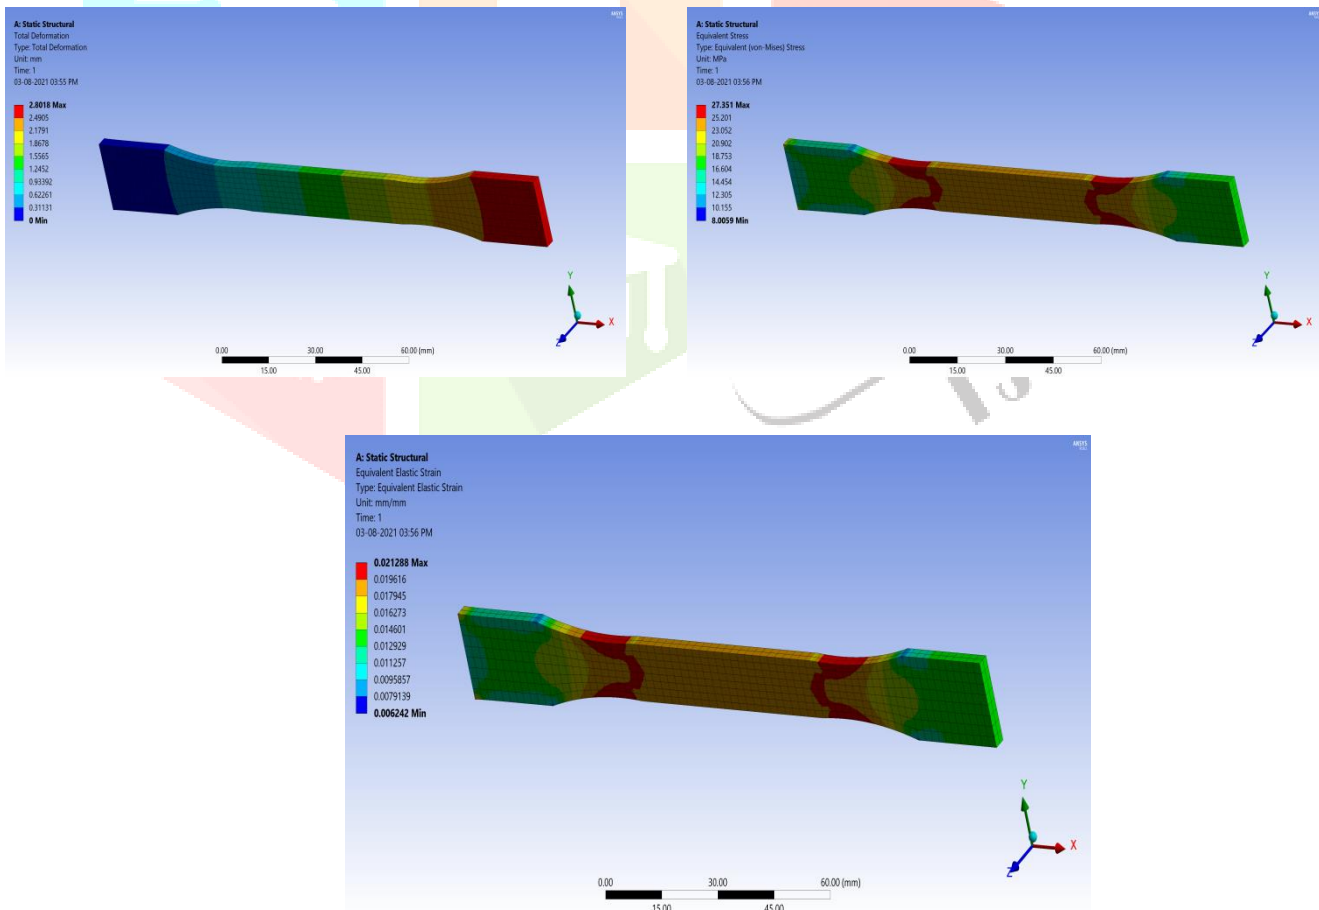 ANSYS
A: Static Structural
Total Deformation
Type: Total Deformation
Unit: mm
Time: 1
03-08-2021 03:55 PM
2.8018 Max
2.4905
2.1791
1.8678
1.5565
1.2452
0.93392
0.62261
0.31131
0 Min
Y
X
Z
0.00 30.00 60.00 (mm)
15.00 45.00
ANSYS
A: Static Structural
Equivalent Stress
Type: Equivalent (von-Mises) Stress
Unit: MPa
Time: 1
03-08-2021 03:56 PM
27.351 Max
25.201
23.052
20.902
18.753
16.604
14.454
12.305
10.155
8.0059 Min
Y
X
Z
0.00 30.00 60.00 (mm)
15.00 45.00
ANSYS
A: Static Structural
Equivalent Elastic Strain
Type: Equivalent Elastic Strain
Unit: mm/mm
Time: 1
03-08-2021 03:56 PM
0.021288 Max
0.019616
0.017945
0.016273
0.014601
0.012929
0.011257
0.0095857
0.0079139
0.006242 Min
Y
X
Z
0.00 30.00 60.00 (mm)
15.00 45.00